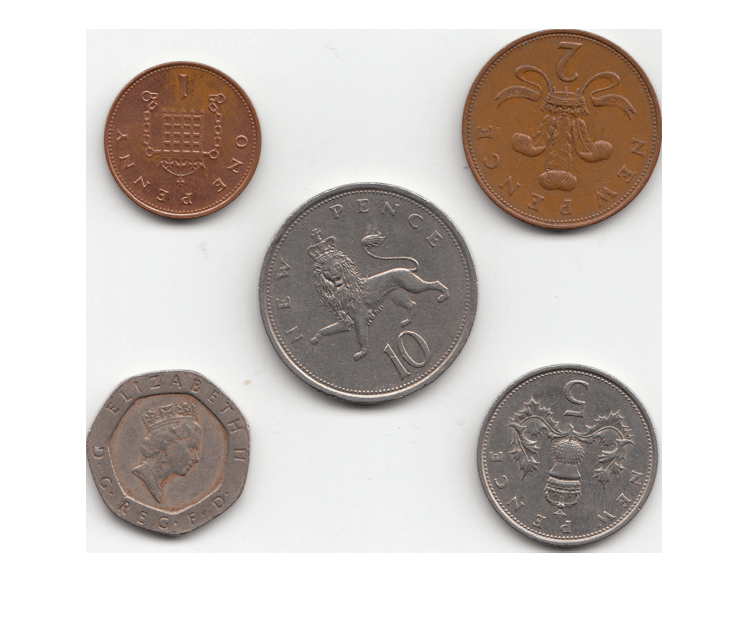 1
ONE PENNY
2
NEW PENCE
NEW PENCE
10
ELIZABETH II
D·G·REG·F·D·
5
NEW PENCE